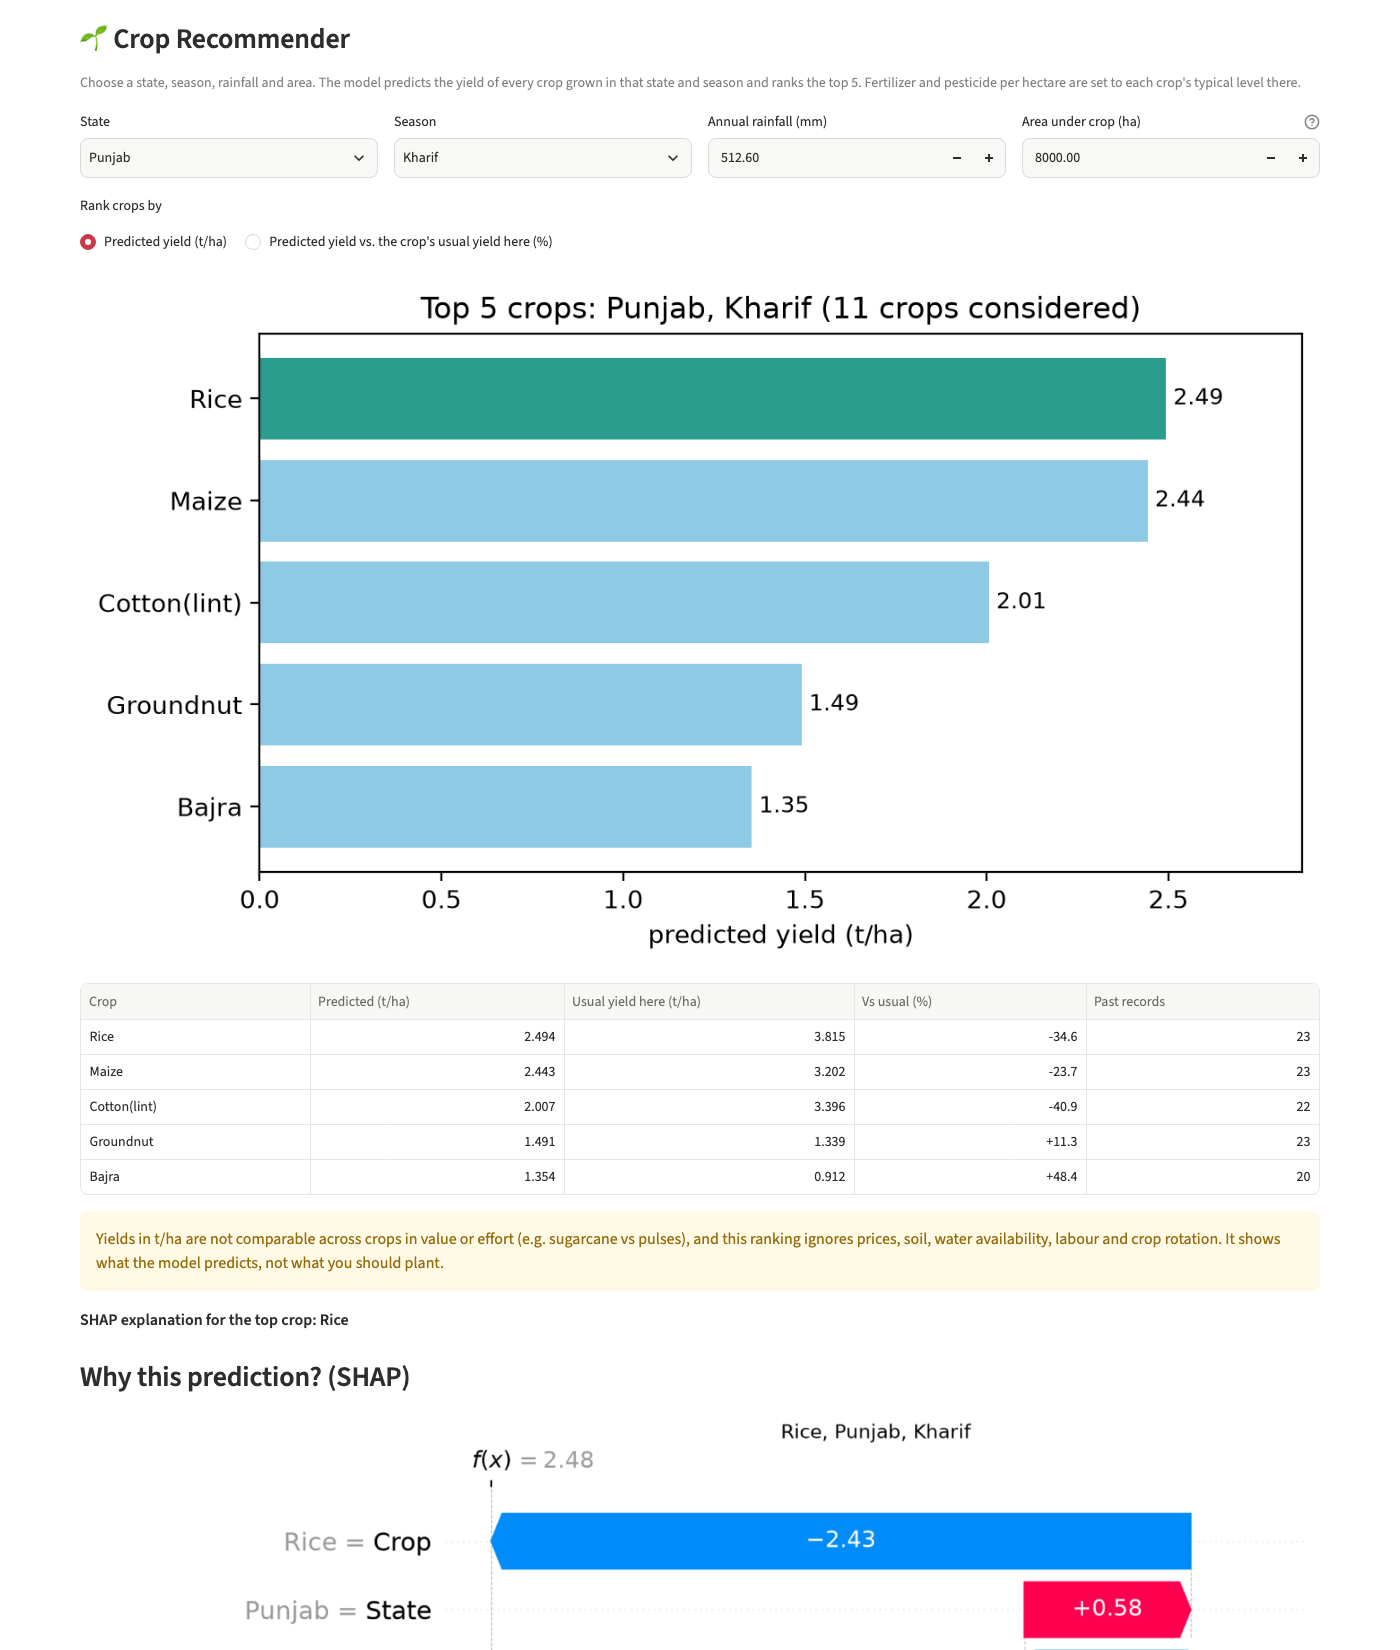 Crop Recommender
Choose a state, season, rainfall and area. The model predicts the yield of every crop grown in that state and season and ranks the top 5. Fertilizer and pesticide per hectare are set to each crop's typical level there.
State Season Annual rainfall (mm) Area under crop (ha)
Punjab Kharif 512.60 8000.00
Rank crops by
Predicted yield (t/ha) Predicted yield vs. the crop's usual yield here (%)
Top 5 crops: Punjab, Kharif (11 crops considered)
Rice 2.49
Maize 2.44
Cotton(lint) 2.01
Groundnut 1.49
Bajra 1.35
0.0 0.5 1.0 1.5 2.0 2.5
predicted yield (t/ha)
Crop Predicted (t/ha) Usual yield here (t/ha) Vs usual (%) Past records
Rice 2.494 3.815 -34.6 23
Maize 2.443 3.202 -23.7 23
Cotton(lint) 2.007 3.396 -40.9 22
Groundnut 1.491 1.339 +11.3 23
Bajra 1.354 0.912 +48.4 20
Yields in t/ha are not comparable across crops in value or effort (e.g. sugarcane vs pulses), and this ranking ignores prices, soil, water availability, labour and crop rotation. It shows
what the model predicts, not what you should plant.
SHAP explanation for the top crop: Rice
Why this prediction? (SHAP)
Rice, Punjab, Kharif
f(x) = 2.48
Rice = Crop −2.43
Punjab = State +0.58